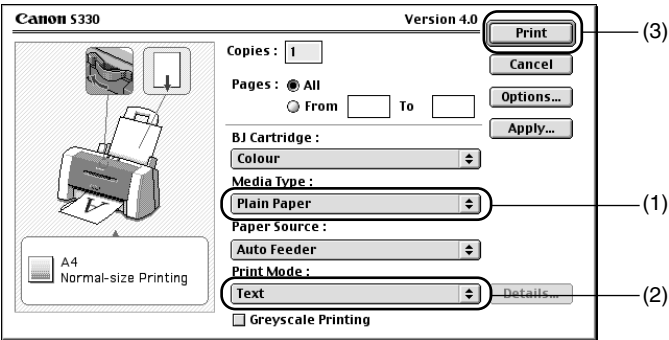 Canon S330 Version 4.0
Print (3)
Copies : 1
Cancel
Pages : All
From To
Options...
Apply...
BJ Cartridge :
Colour
Media Type :
Plain Paper (1)
Paper Source :
Auto Feeder
A4
Normal-size Printing
Print Mode :
Text Details... (2)
Greyscale Printing
A